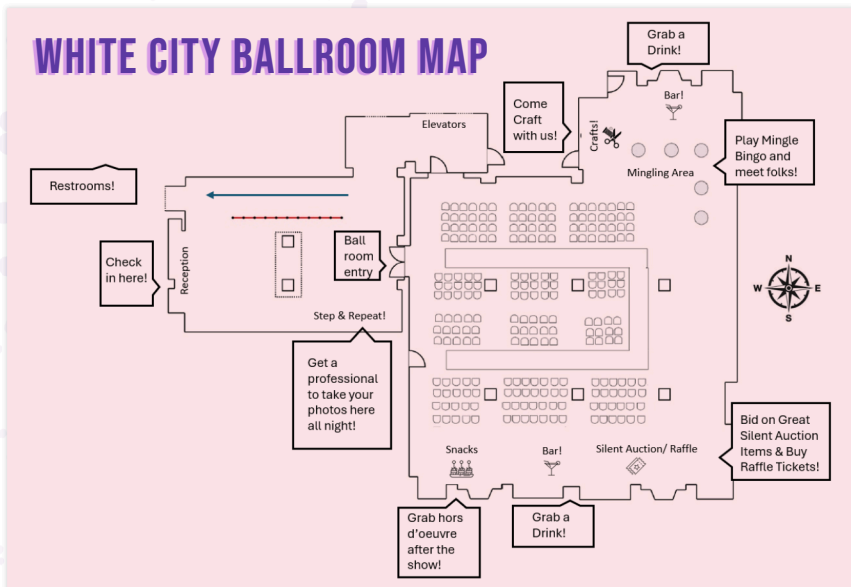 WHITE CITY BALLROOM MAP
Grab a
Drink!
Bar!
Come
Craft
with us!
Crafts!
Elevators
Play Mingle
Bingo and
meet folks!
Mingling Area
Restrooms!
Check
in here!
Reception
Ball
room
entry
N
W
E
S
Step & Repeat!
Get a
professional
to take your
photos here
all night!
Bid on Great
Silent Auction
Items & Buy
Raffle Tickets!
Snacks
Bar!
Silent Auction/ Raffle
Grab hors
d'oeuvre
after the
show!
Grab a
Drink!